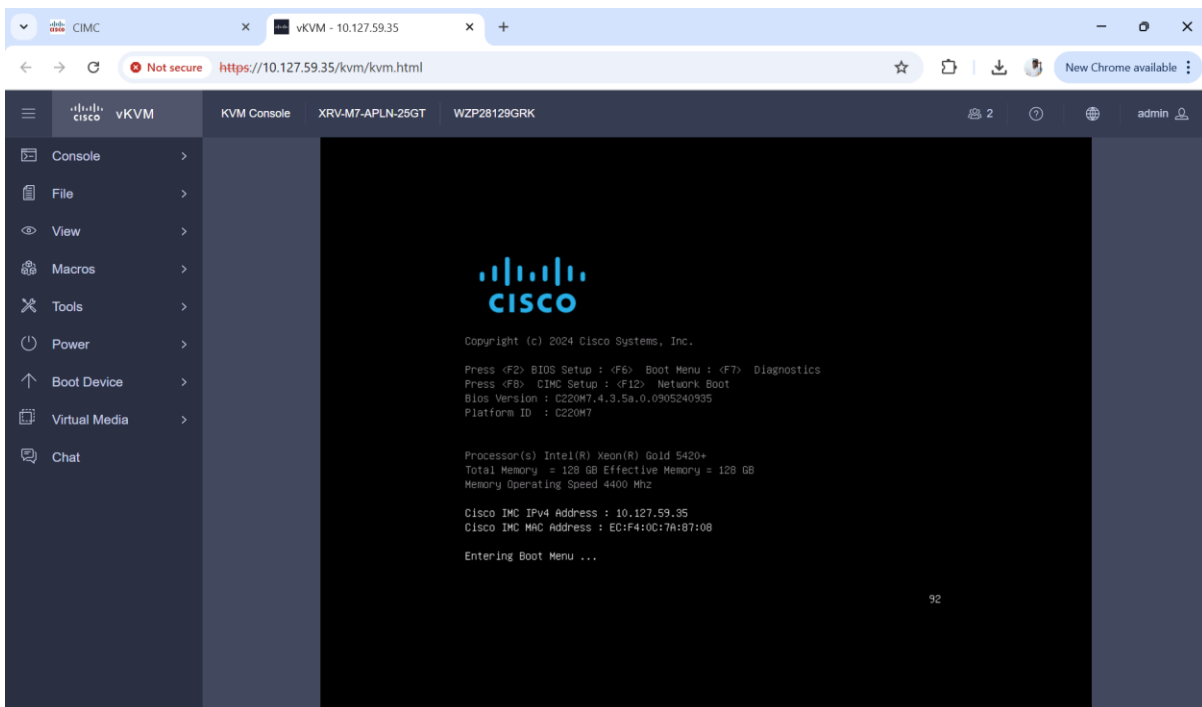 CIMC
vKVM - 10.127.59.35
Not secure https://10.127.59.35/kvm/kvm.html
New Chrome available
cisco vKVM KVM Console XRV-M7-APLN-25GT WZP28129GRK 2 admin
Console
File
View
Macros
Tools
Power
Boot Device
Virtual Media
Chat
CISCO
Copyright (c) 2024 Cisco Systems, Inc.
Press <F2> BIOS Setup : <F6> Boot Menu : <F7> Diagnostics
Press <F8> CIMC Setup : <F12> Network Boot
Bios Version : C220M7.4.3.5a.0.0905240935
Platform ID : C220M7
Processor(s) Intel(R) Xeon(R) Gold 5420+
Total Memory = 128 GB Effective Memory = 128 GB
Memory Operating Speed 4400 Mhz
Cisco IMC IPv4 Address : 10.127.59.35
Cisco IMC MAC Address : EC:F4:0C:7A:87:08
Entering Boot Menu ...
92